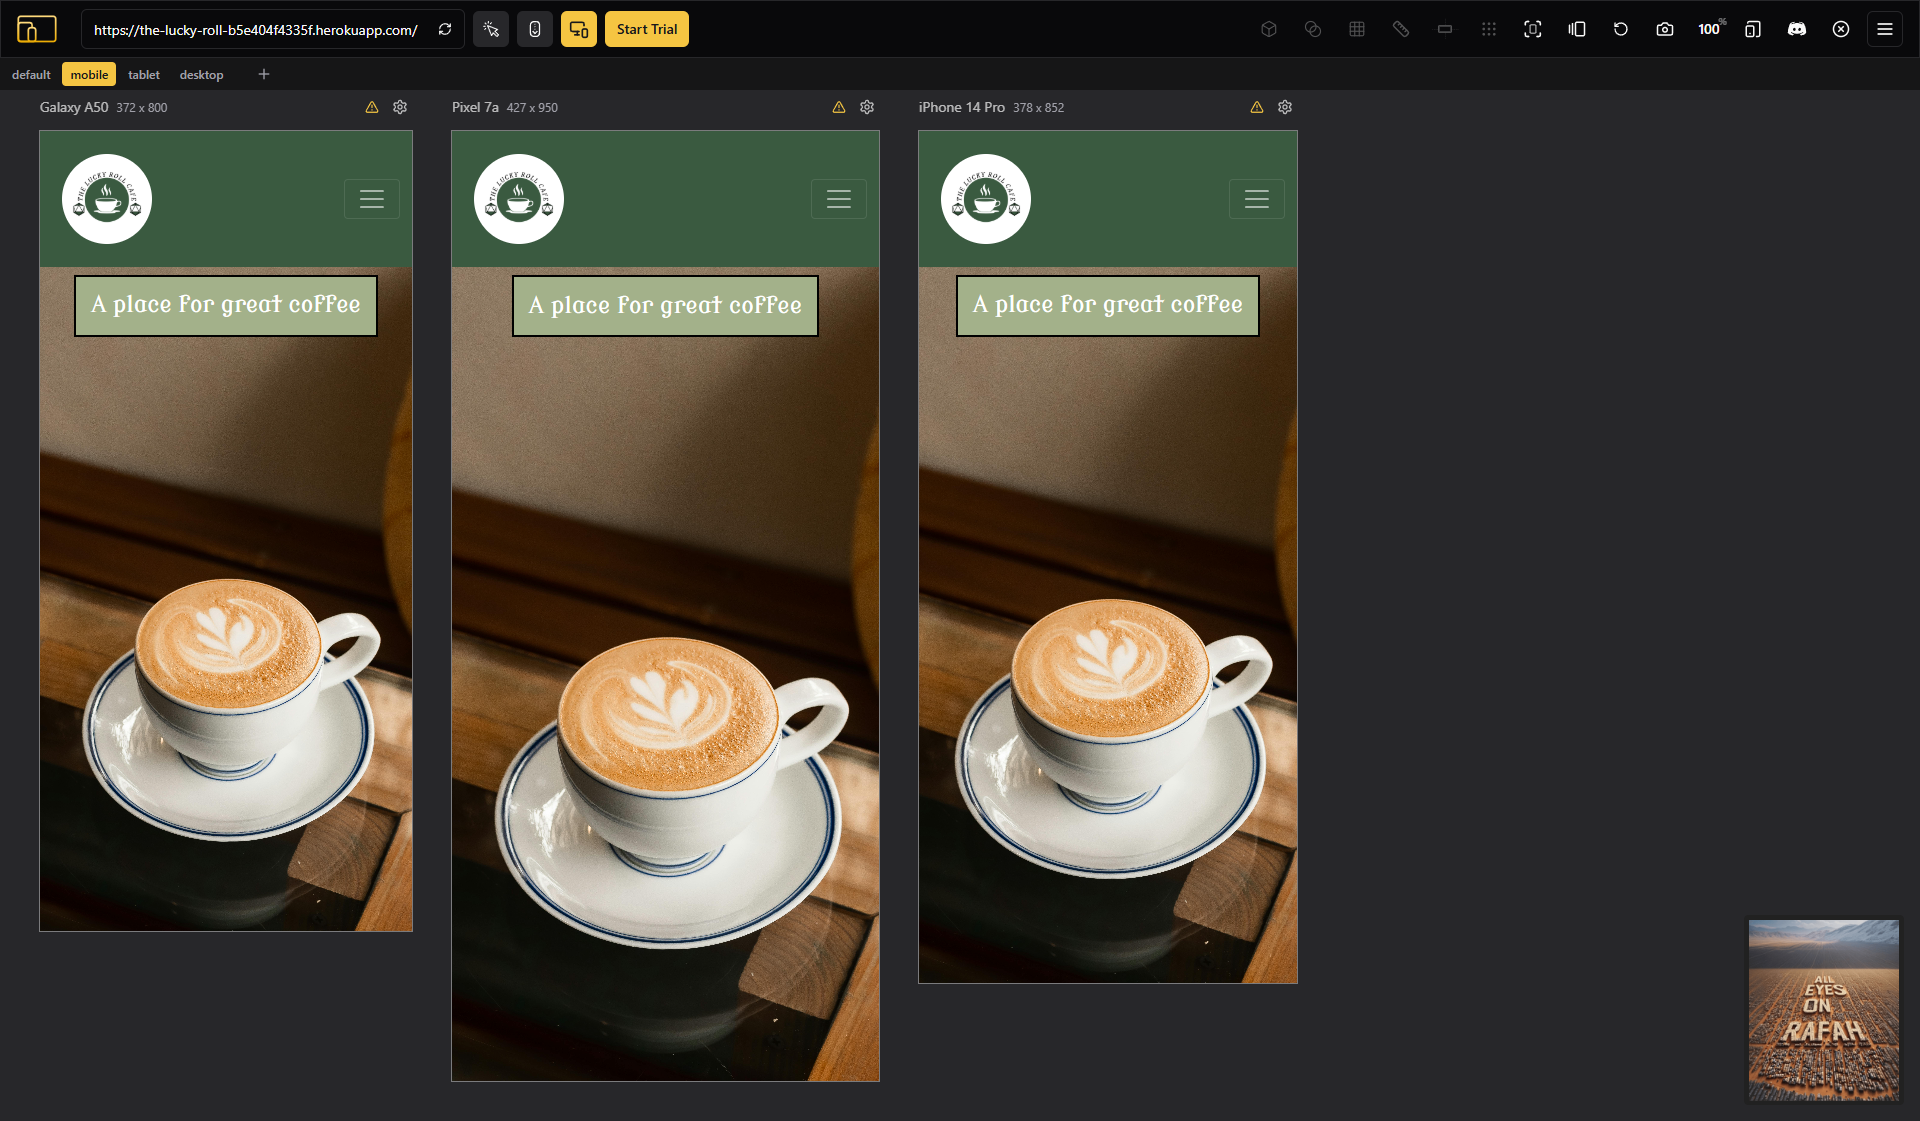 https://the-lucky-roll-b5e404f4335f.herokuapp.com/
Start Trial
100%
default
mobile
tablet
desktop
Galaxy A50 372 x 800
Pixel 7a 427 x 950
iPhone 14 Pro 378 x 852
THE LUCKY ROLL CAFE
THE LUCKY ROLL CAFE
THE LUCKY ROLL CAFE
A place for great coffee
A place for great coffee
A place for great coffee
ALL
EYES
ON
RAFAH